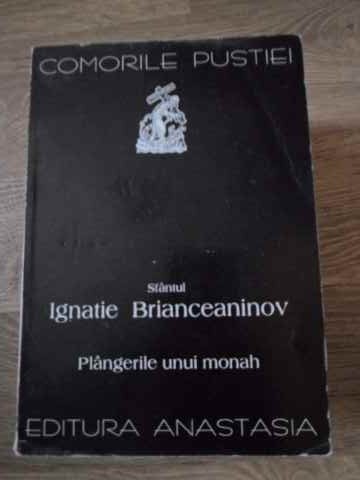 COMORILE PUSTIEI
Sfântul
Ignatie Brianceaninov
Plângerile unui monah
EDITURA ANASTASIA